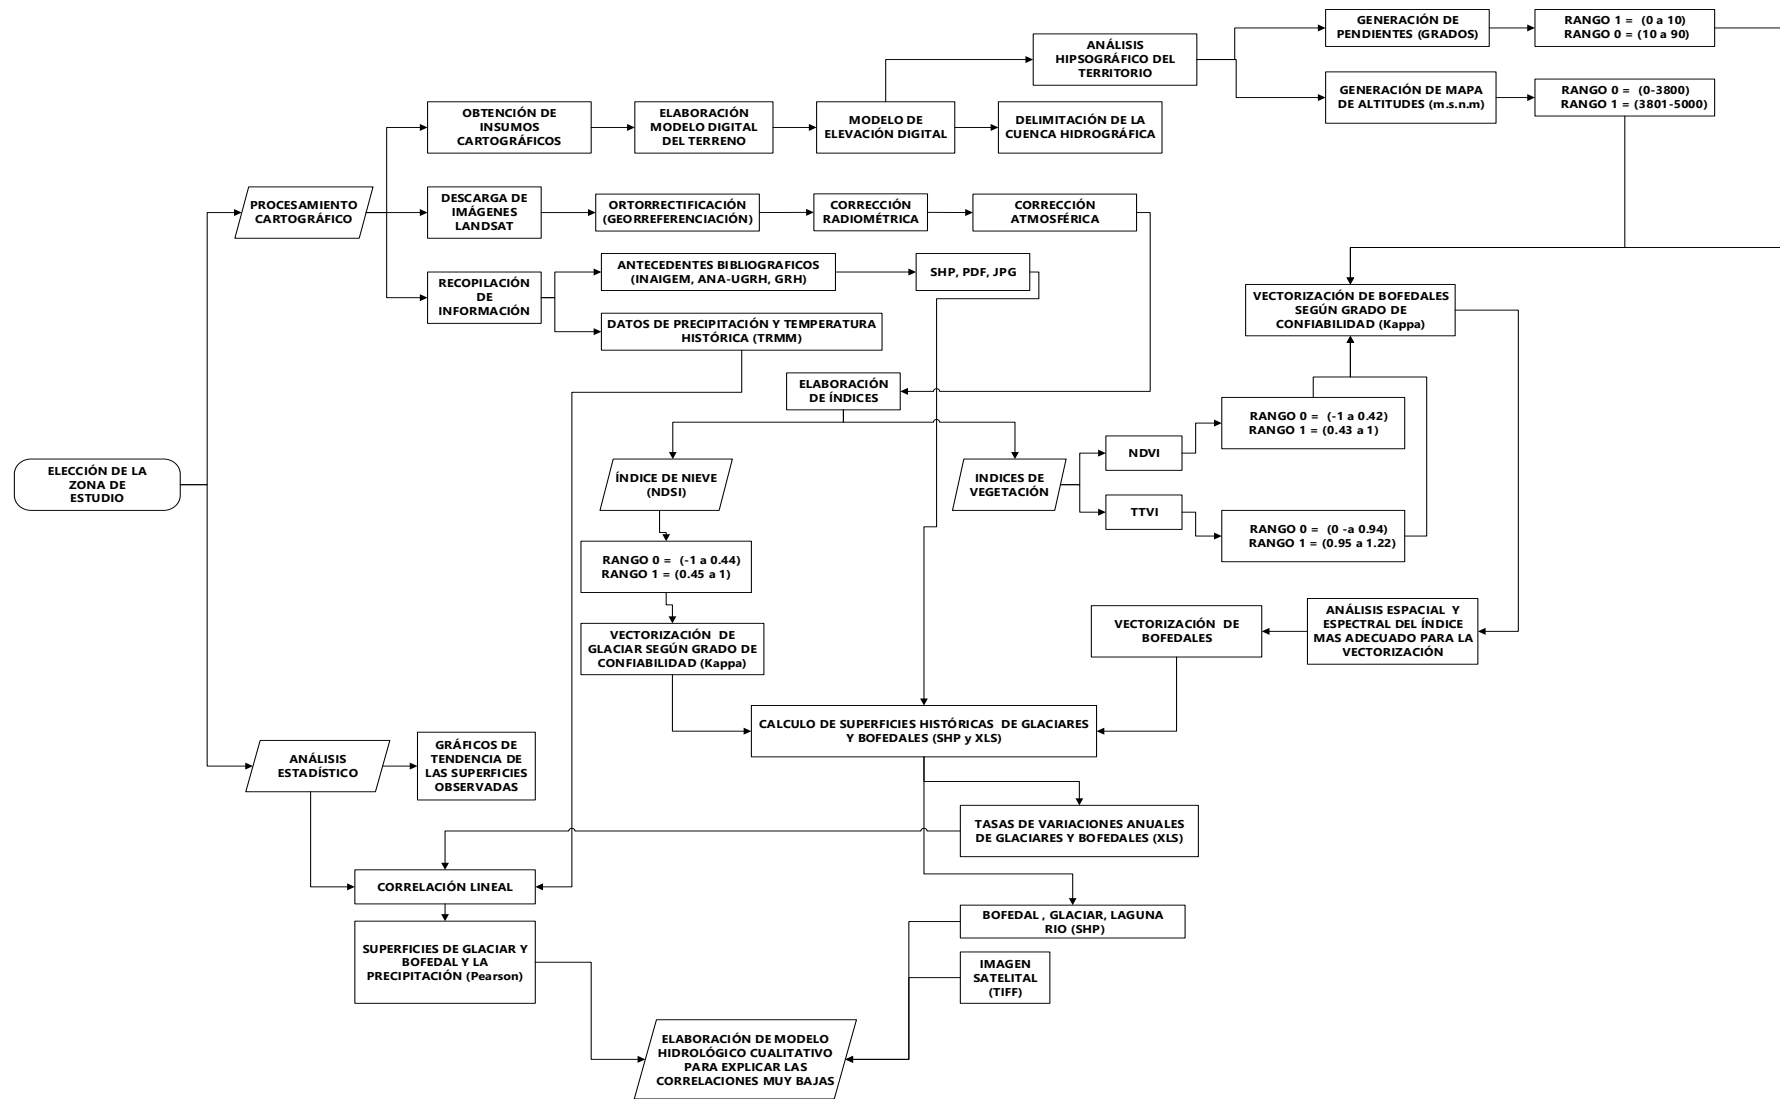 GENERACIÓN DE
PENDIENTES (GRADOS)
RANGO 1 = (0 a 10)
RANGO 0 = (10 a 90)
ANÁLISIS
HIPSOGRÁFICO DEL
TERRITORIO
GENERACIÓN DE MAPA
DE ALTITUDES (m.s.n.m)
RANGO 0 = (0-3800)
RANGO 1 = (3801-5000)
OBTENCIÓN DE
INSUMOS
CARTOGRÁFICOS
ELABORACIÓN
MODELO DIGITAL
DEL TERRENO
MODELO DE
ELEVACIÓN DIGITAL
DELIMITACIÓN DE LA
CUENCA HIDROGRÁFICA
PROCESAMIENTO
CARTOGRÁFICO
DESCARGA DE
IMÁGENES
LANDSAT
ORTORRECTIFICACIÓN
(GEORREFERENCIACIÓN)
CORRECCIÓN
RADIOMÉTRICA
CORRECCIÓN
ATMOSFÉRICA
RECOPILACIÓN
DE
INFORMACIÓN
ANTECEDENTES BIBLIOGRAFICOS
(INAIGEM, ANA-UGRH, GRH)
SHP, PDF, JPG
DATOS DE PRECIPITACIÓN Y TEMPERATURA
HISTÓRICA (TRMM)
VECTORIZACIÓN DE BOFEDALES
SEGÚN GRADO DE
CONFIABILIDAD (Kappa)
ELABORACIÓN
DE ÍNDICES
RANGO 0 = (-1 a 0.42)
RANGO 1 = (0.43 a 1)
NDVI
ELECCIÓN DE LA
ZONA DE
ESTUDIO
ÍNDICE DE NIEVE
(NDSI)
INDICES DE
VEGETACIÓN
TTVI
RANGO 0 = (0 -a 0.94)
RANGO 1 = (0.95 a 1.22)
RANGO 0 = (-1 a 0.44)
RANGO 1 = (0.45 a 1)
VECTORIZACIÓN DE
GLACIAR SEGÚN GRADO DE
CONFIABILIDAD (Kappa)
VECTORIZACIÓN DE
BOFEDALES
ANÁLISIS ESPACIAL Y
ESPECTRAL DEL ÍNDICE
MAS ADECUADO PARA LA
VECTORIZACIÓN
CALCULO DE SUPERFICIES HISTÓRICAS DE GLACIARES
Y BOFEDALES (SHP y XLS)
ANÁLISIS
ESTADÍSTICO
GRÁFICOS DE
TENDENCIA DE
LAS SUPERFICIES
OBSERVADAS
TASAS DE VARIACIONES ANUALES
DE GLACIARES Y BOFEDALES (XLS)
CORRELACIÓN LINEAL
BOFEDAL , GLACIAR, LAGUNA
RIO (SHP)
SUPERFICIES DE GLACIAR Y
BOFEDAL Y LA
PRECIPITACIÓN (Pearson)
IMAGEN
SATELITAL
(TIFF)
ELABORACIÓN DE MODELO
HIDROLÓGICO CUALITATIVO
PARA EXPLICAR LAS
CORRELACIONES MUY BAJAS